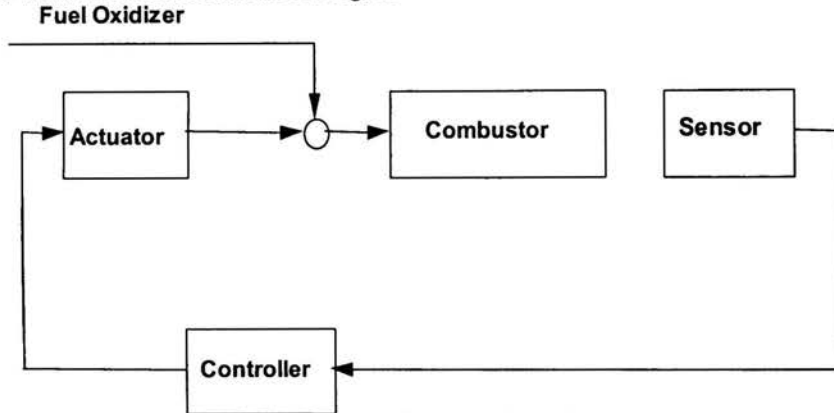 Fuel Oxidizer
Actuator
Combustor
Sensor
Controller